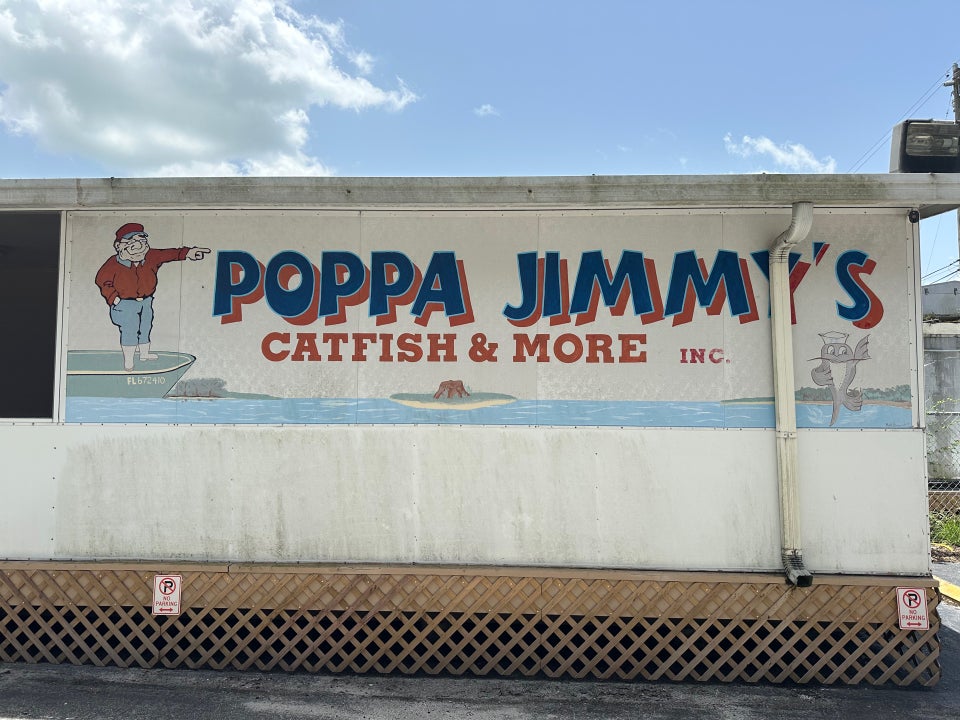 POPPA JIMMY'S
CATFISH & MORE INC.
FL672410
NO
PARKING
NO
PARKING